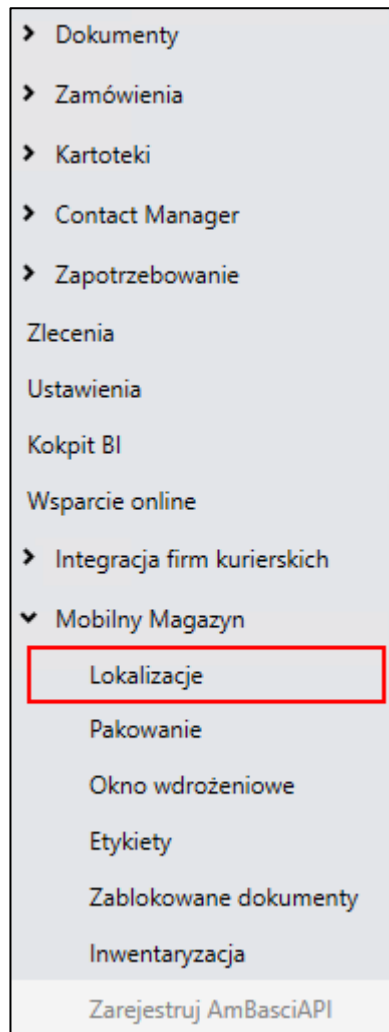 Dokumenty
Zamówienia
Kartoteki
Contact Manager
Zapotrzebowanie
Zlecenia
Ustawienia
Kokpit BI
Wsparcie online
Integracja firm kurierskich
Mobilny Magazyn
Lokalizacje
Pakowanie
Okno wdrożeniowe
Etykiety
Zablokowane dokumenty
Inwentaryzacja
Zarejestruj AmBasciAPI